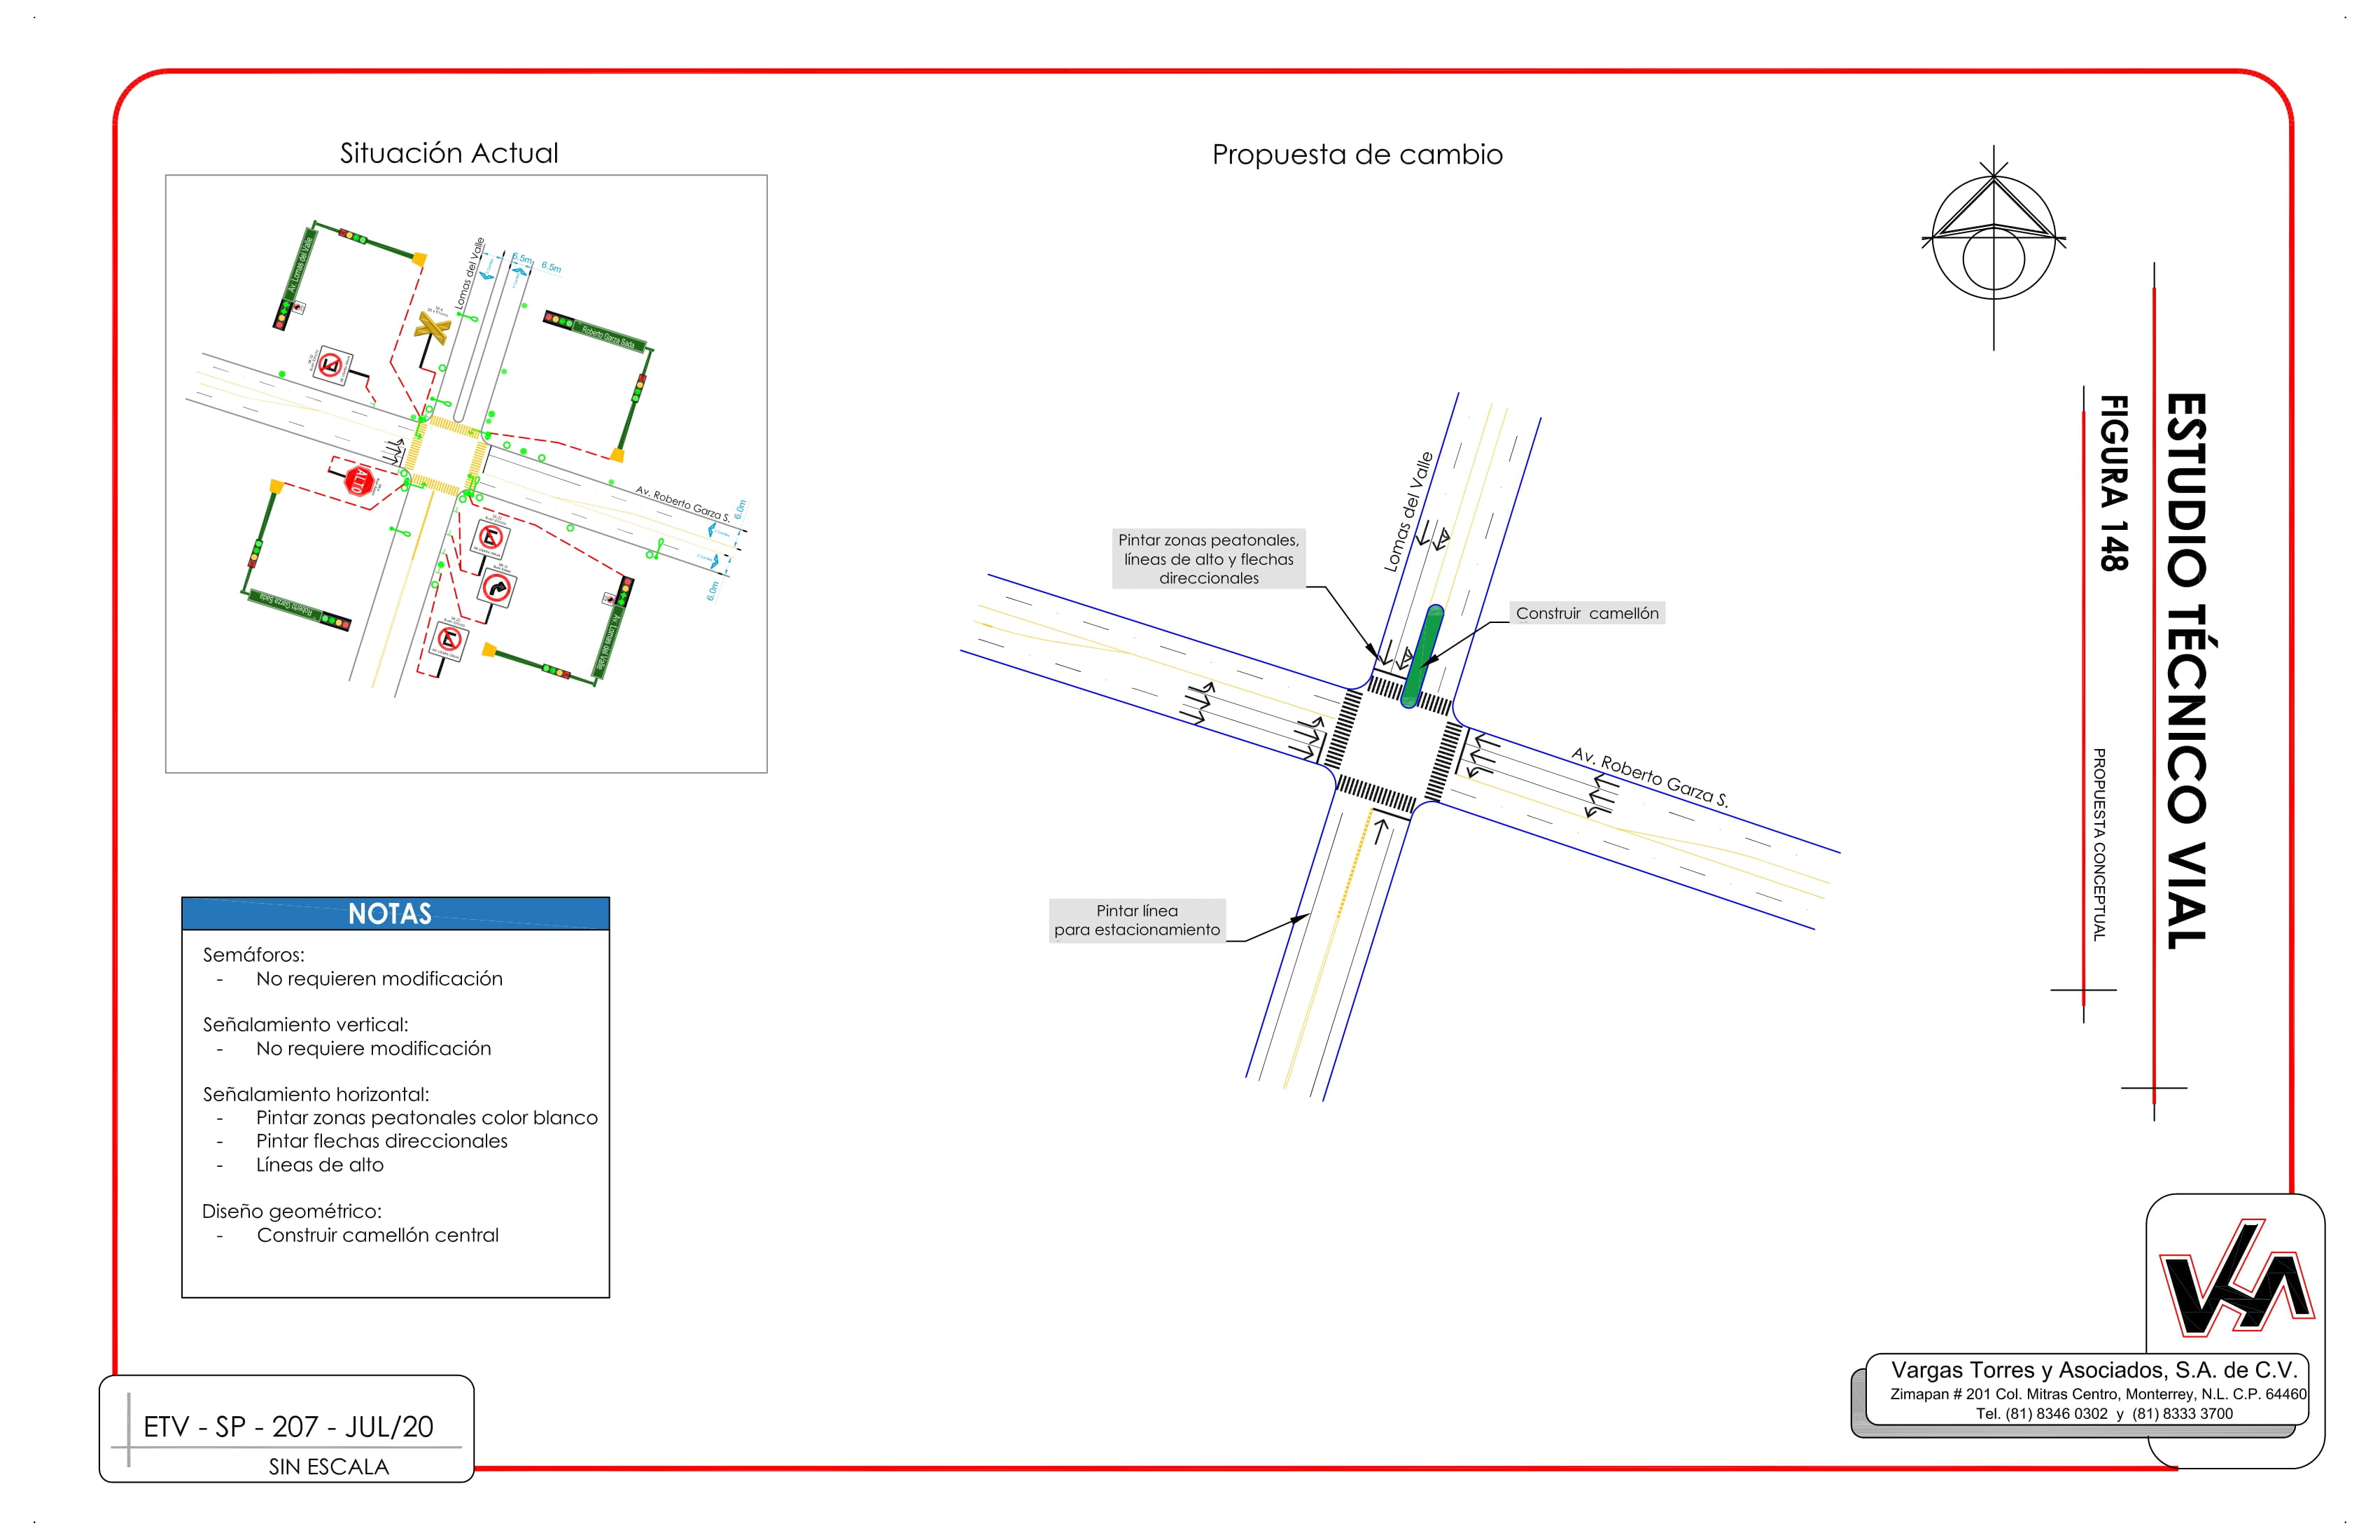 Situación Actual
Propuesta de cambio
Av. Lomas del Valle
Lomas del Valle
6.5m
6.5m
Roberto Garza Sada
ALTO
Av. Roberto Garza S.
6.0m
6.0m
Roberto Garza Sada
Av. Lomas del Valle
Lomas del Valle
Pintar zonas peatonales,
líneas de alto y flechas
direccionales
Construir camellón
Av. Roberto Garza S.
Pintar línea
para estacionamiento
NOTAS
Semáforos:
- No requieren modificación
Señalamiento vertical:
- No requiere modificación
Señalamiento horizontal:
- Pintar zonas peatonales color blanco
- Pintar flechas direccionales
- Líneas de alto
Diseño geométrico:
- Construir camellón central
ESTUDIO TÉCNICO VIAL
FIGURA 148
PROPUESTA CONCEPTUAL
ETV - SP - 207 - JUL/20
SIN ESCALA
Vargas Torres y Asociados, S.A. de C.V.
Zimapan # 201 Col. Mitras Centro, Monterrey, N.L. C.P. 64460
Tel. (81) 8346 0302 y (81) 8333 3700